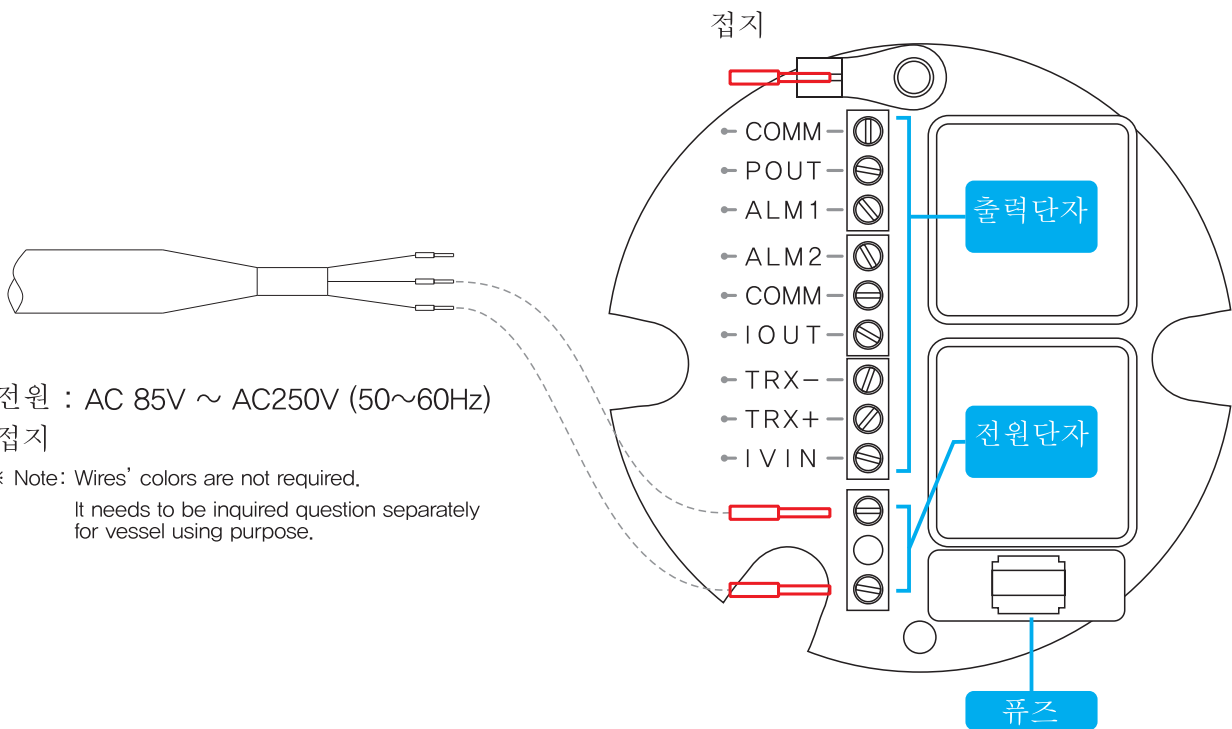 접지
COMM
POUT
ALM1
출력단자
ALM2
COMM
IOUT
TRX-
TRX+
IVIN
전원단자
전원 : AC 85V ~ AC250V (50~60Hz)
접지
※ Note: Wires' colors are not required.
It needs to be inquired question separately
for vessel using purpose.
퓨즈